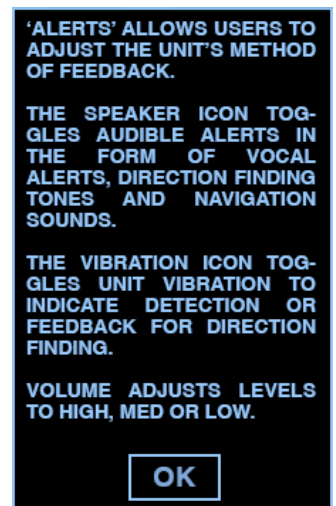 ‘ALERTS’ ALLOWS USERS TO
ADJUST THE UNIT’S METHOD
OF FEEDBACK.
THE SPEAKER ICON TOG-
GLES AUDIBLE ALERTS IN
THE FORM OF VOCAL
ALERTS, DIRECTION FINDING
TONES AND NAVIGATION
SOUNDS.
THE VIBRATION ICON TOG-
GLES UNIT VIBRATION TO
INDICATE DETECTION OR
FEEDBACK FOR DIRECTION
FINDING.
VOLUME ADJUSTS LEVELS
TO HIGH, MED OR LOW.
OK